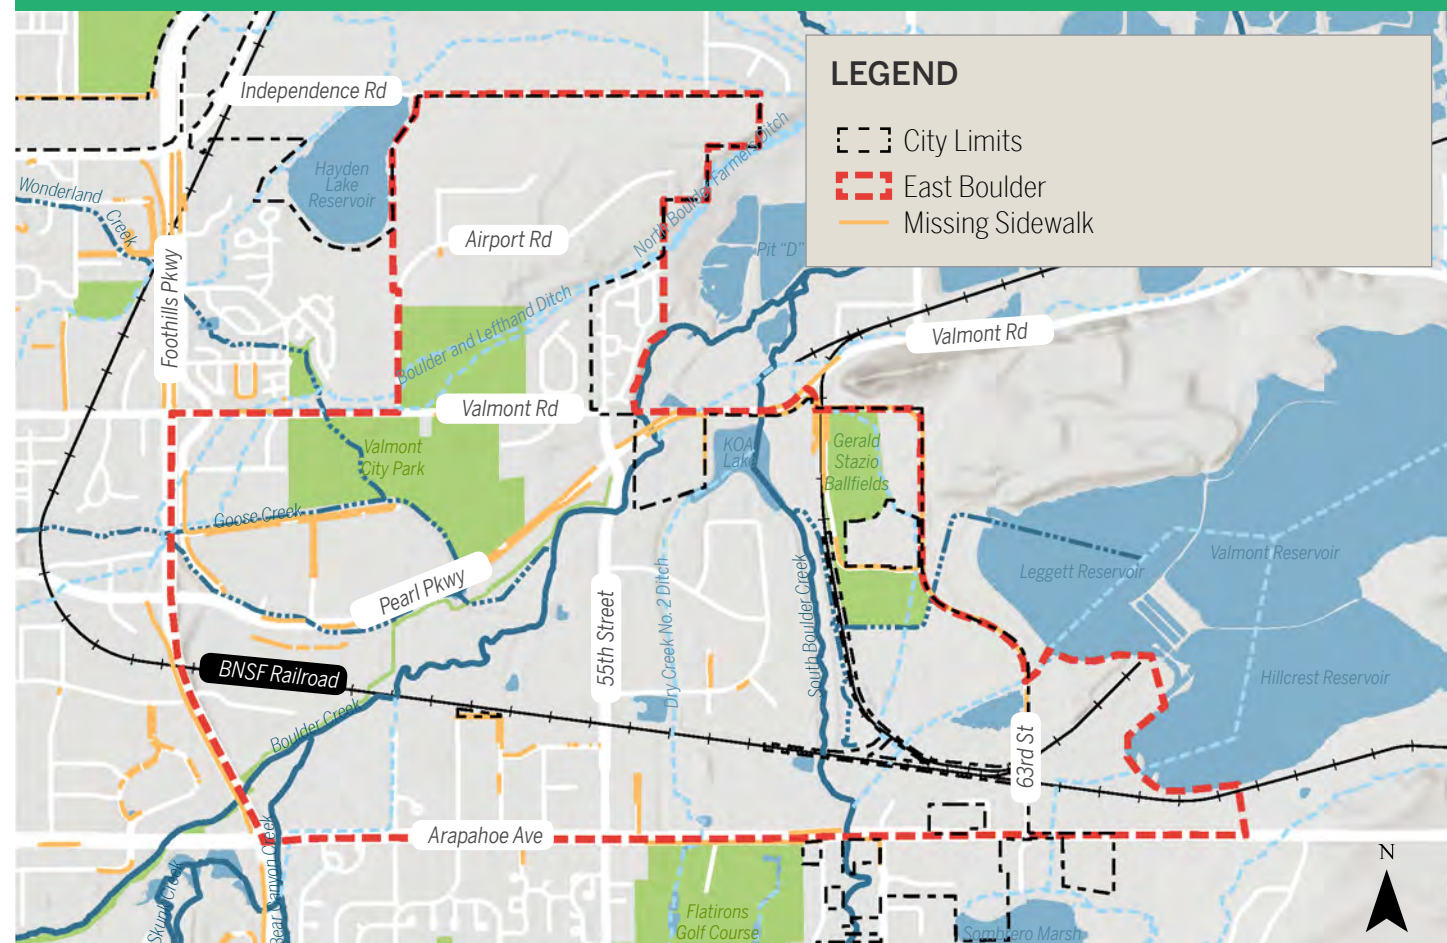 LEGEND
City Limits
East Boulder
Missing Sidewalk
Independence Rd
Hayden
Lake
Reservoir
Wonderland
Creek
North Boulder Farmers Ditch
Pit "D"
Airport Rd
Foothills Pkwy
Boulder and Lefthand Ditch
Valmont Rd
Valmont Rd
Valmont
City Park
KOA
Lake
Gerald
Stazio
Ballfields
Goose Creek
Valmont Reservoir
Leggett Reservoir
Pearl Pkwy
55th Street
Dry Creek No. 2 Ditch
South Boulder Creek
BNSF Railroad
Hillcrest Reservoir
Boulder Creek
63rd St
Arapahoe Ave
Skunk Creek
Bear Canyon Creek
Flatirons
Golf Course
Sombrero Marsh
N